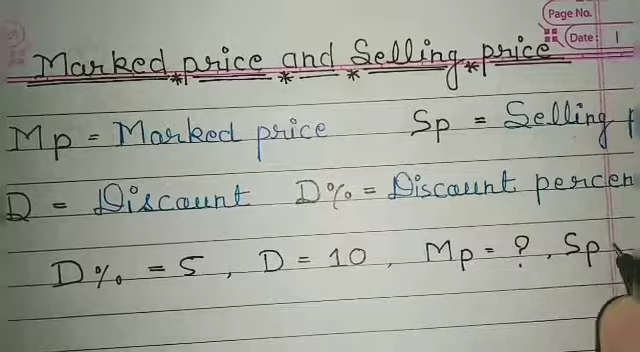 Page No.
Date: 1
Marked price and Selling price
Mp = Marked price Sp = Selling
D = Discount D% = Discount percen
D% = 5, D = 10, Mp = ?, Sp